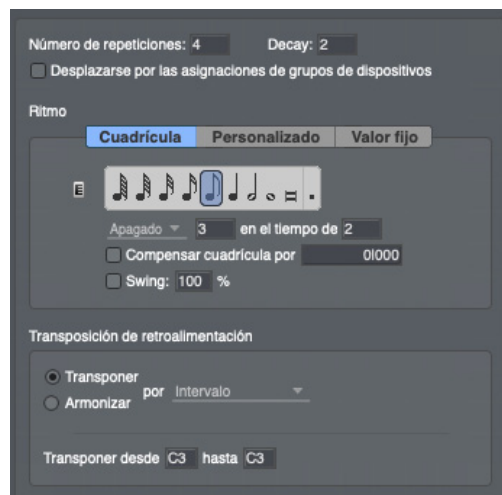 Número de repeticiones: 4 Decay: 2
Desplazarse por las asignaciones de grupos de dispositivos
Ritmo
Cuadrícula Personalizado Valor fijo
E
Apagado 3 en el tiempo de 2
Compensar cuadrícula por 0|000
Swing: 100 %
Transposición de retroalimentación
Transponer
por Intervalo
Armonizar
Transponer desde C3 hasta C3